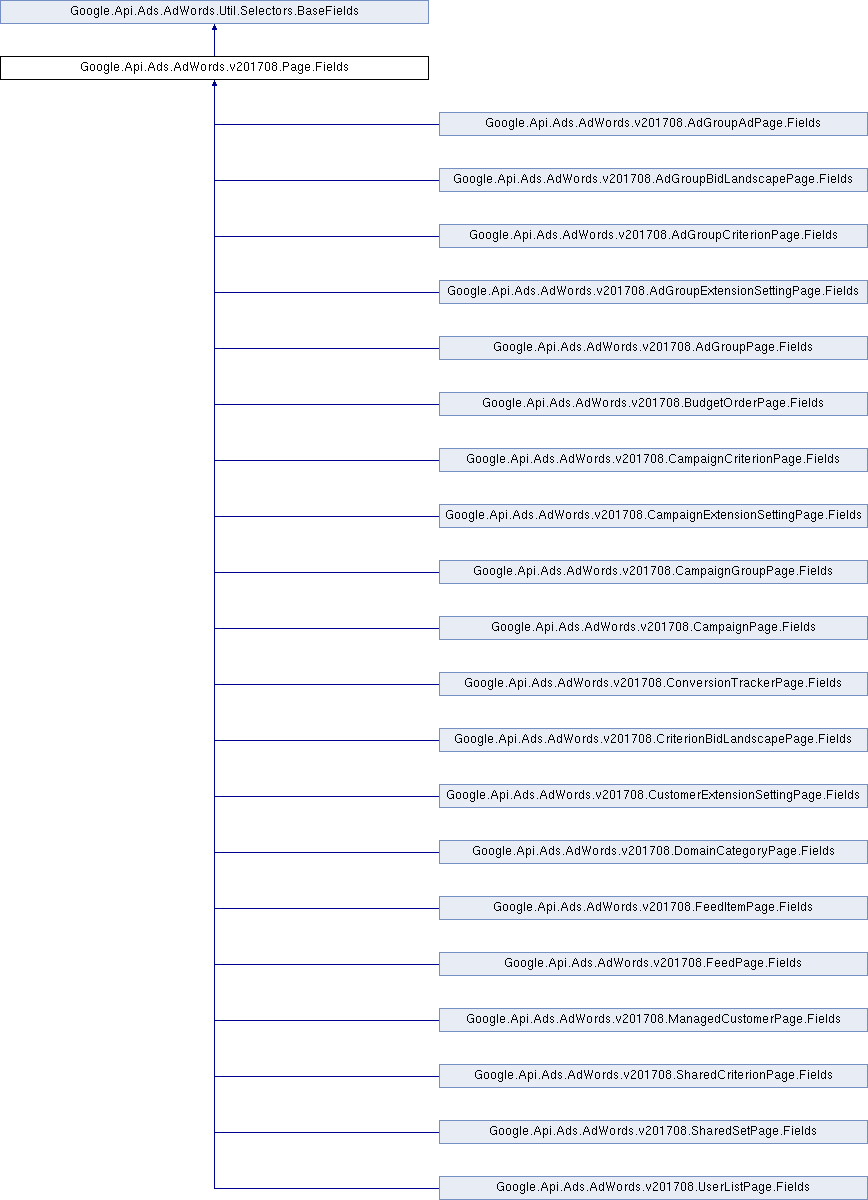 Google.Api.Ads.AdWords.Util.Selectors.BaseFields
Google.Api.Ads.AdWords.v201708.Page.Fields
Google.Api.Ads.AdWords.v201708.AdGroupAdPage.Fields
Google.Api.Ads.AdWords.v201708.AdGroupBidLandscapePage.Fields
Google.Api.Ads.AdWords.v201708.AdGroupCriterionPage.Fields
Google.Api.Ads.AdWords.v201708.AdGroupExtensionSettingPage.Fields
Google.Api.Ads.AdWords.v201708.AdGroupPage.Fields
Google.Api.Ads.AdWords.v201708.BudgetOrderPage.Fields
Google.Api.Ads.AdWords.v201708.CampaignCriterionPage.Fields
Google.Api.Ads.AdWords.v201708.CampaignExtensionSettingPage.Fields
Google.Api.Ads.AdWords.v201708.CampaignGroupPage.Fields
Google.Api.Ads.AdWords.v201708.CampaignPage.Fields
Google.Api.Ads.AdWords.v201708.ConversionTrackerPage.Fields
Google.Api.Ads.AdWords.v201708.CriterionBidLandscapePage.Fields
Google.Api.Ads.AdWords.v201708.CustomerExtensionSettingPage.Fields
Google.Api.Ads.AdWords.v201708.DomainCategoryPage.Fields
Google.Api.Ads.AdWords.v201708.FeedItemPage.Fields
Google.Api.Ads.AdWords.v201708.FeedPage.Fields
Google.Api.Ads.AdWords.v201708.ManagedCustomerPage.Fields
Google.Api.Ads.AdWords.v201708.SharedCriterionPage.Fields
Google.Api.Ads.AdWords.v201708.SharedSetPage.Fields
Google.Api.Ads.AdWords.v201708.UserListPage.Fields